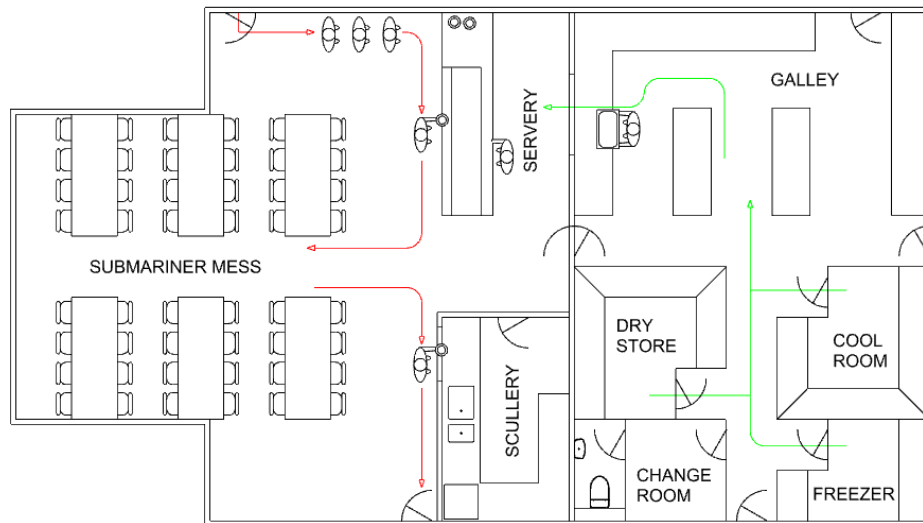 GALLEY
SERVERY
SUBMARINER MESS
DRY
STORE
COOL
ROOM
SCULLERY
CHANGE
ROOM
FREEZER